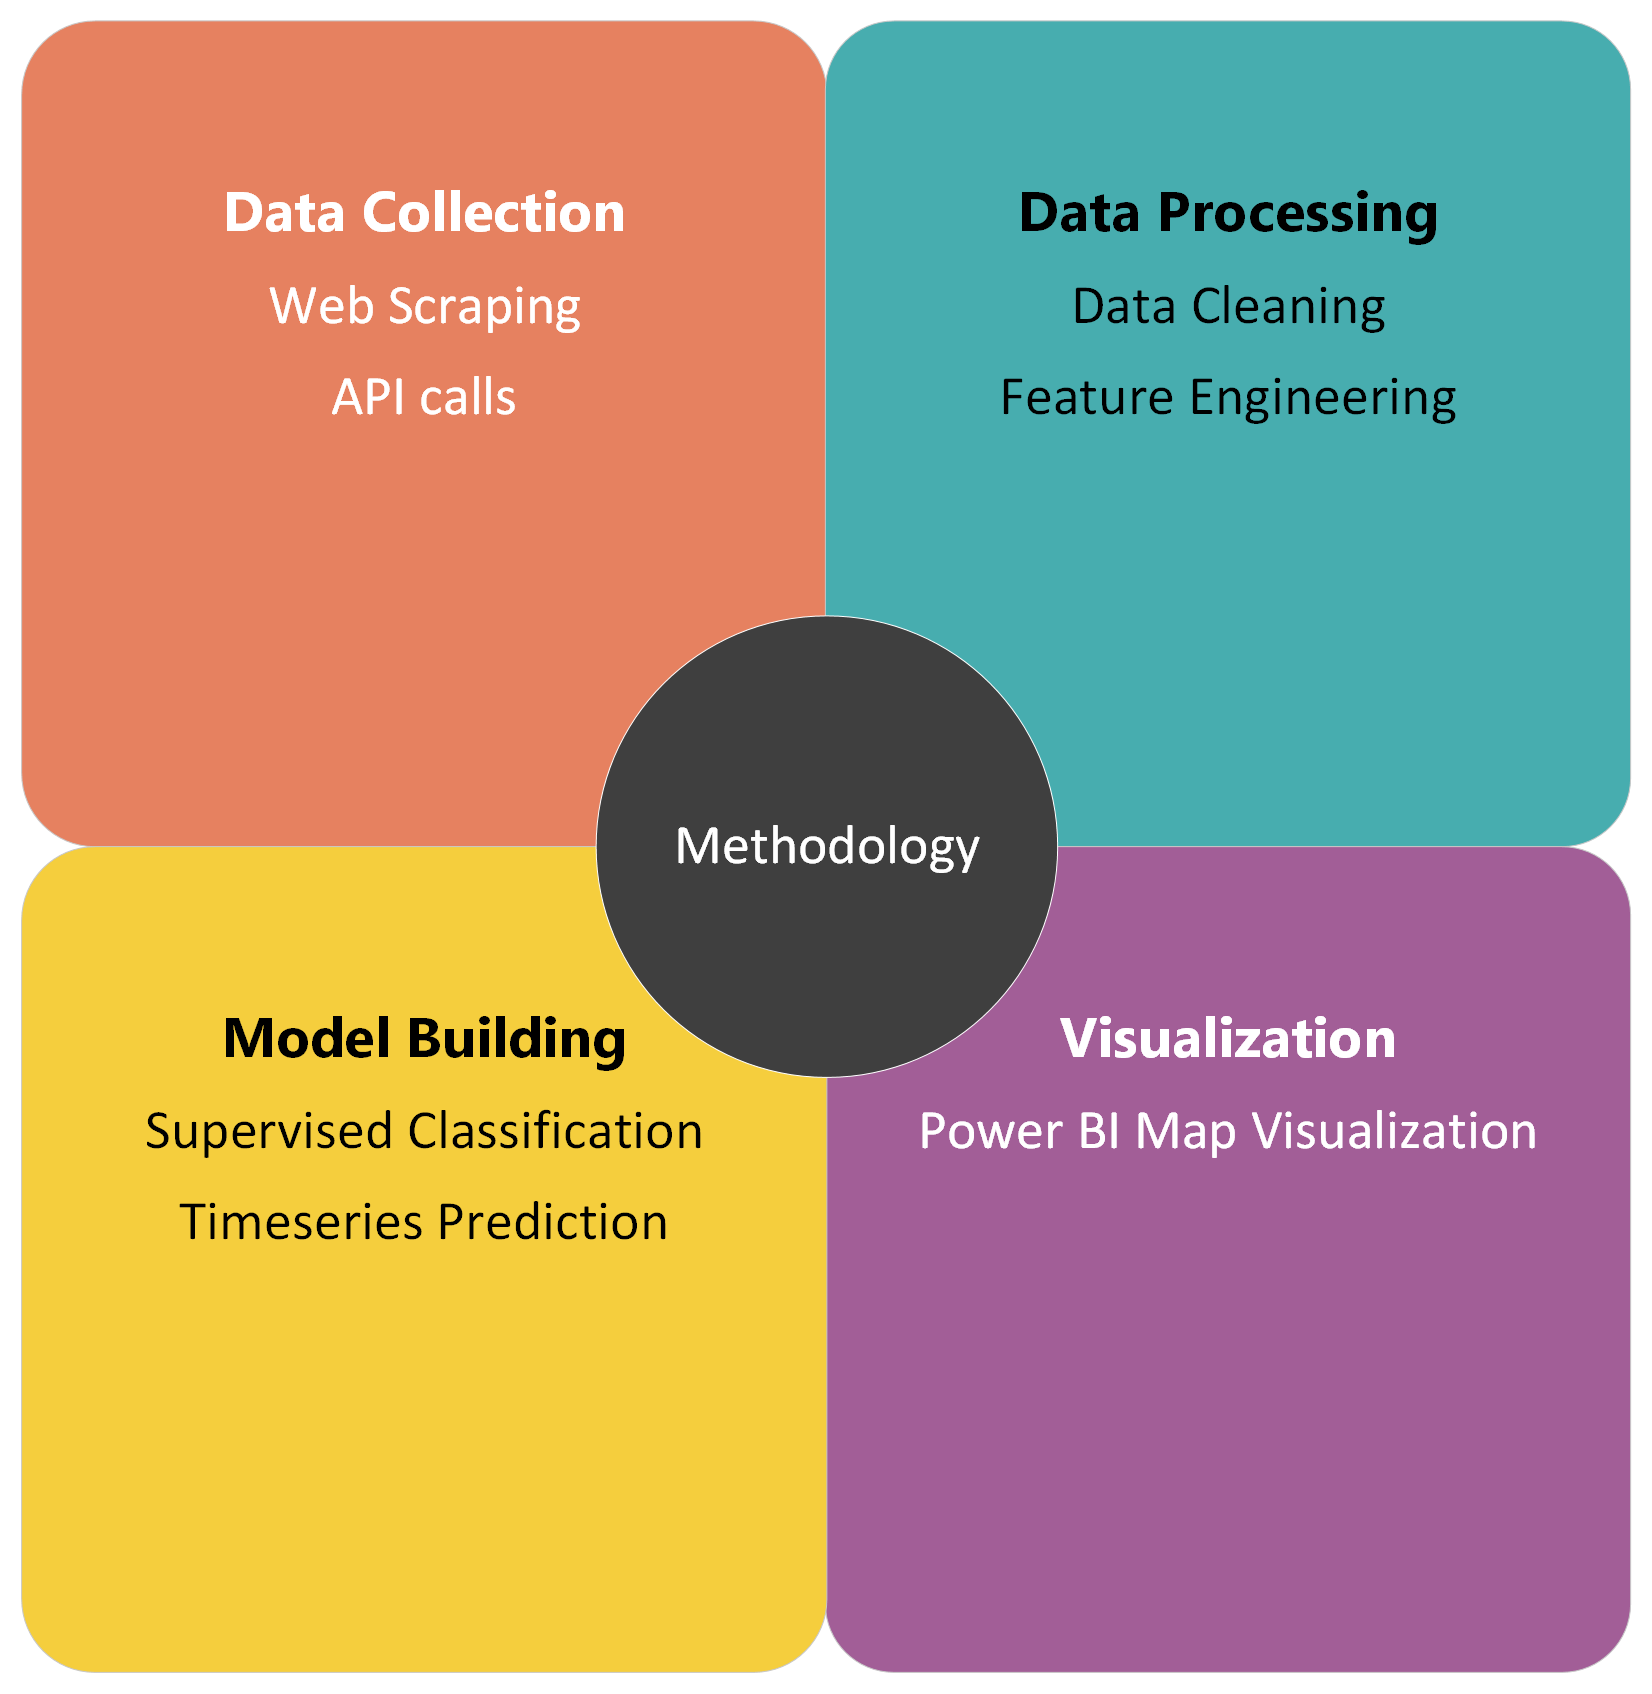 Data Collection
Web Scraping
API calls
Data Processing
Data Cleaning
Feature Engineering
Methodology
Model Building
Supervised Classification
Timeseries Prediction
Visualization
Power BI Map Visualization